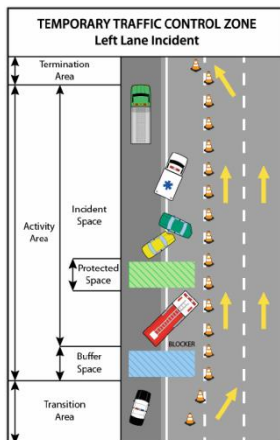 TEMPORARY TRAFFIC CONTROL ZONE
Left Lane Incident
Termination
Area
Activity
Area
Incident
Space
Protected
Space
BLOCKER
Buffer
Space
Transition
Area